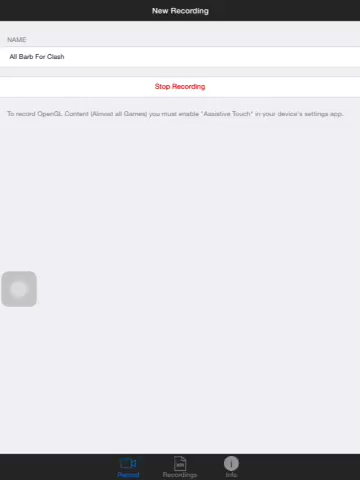 New Recording
NAME
All Barb For Clash
Stop Recording
To record OpenGL Content (Almost all Games) you must enable "Assistive Touch" in your device's settings app.
Record
Recordings
Info